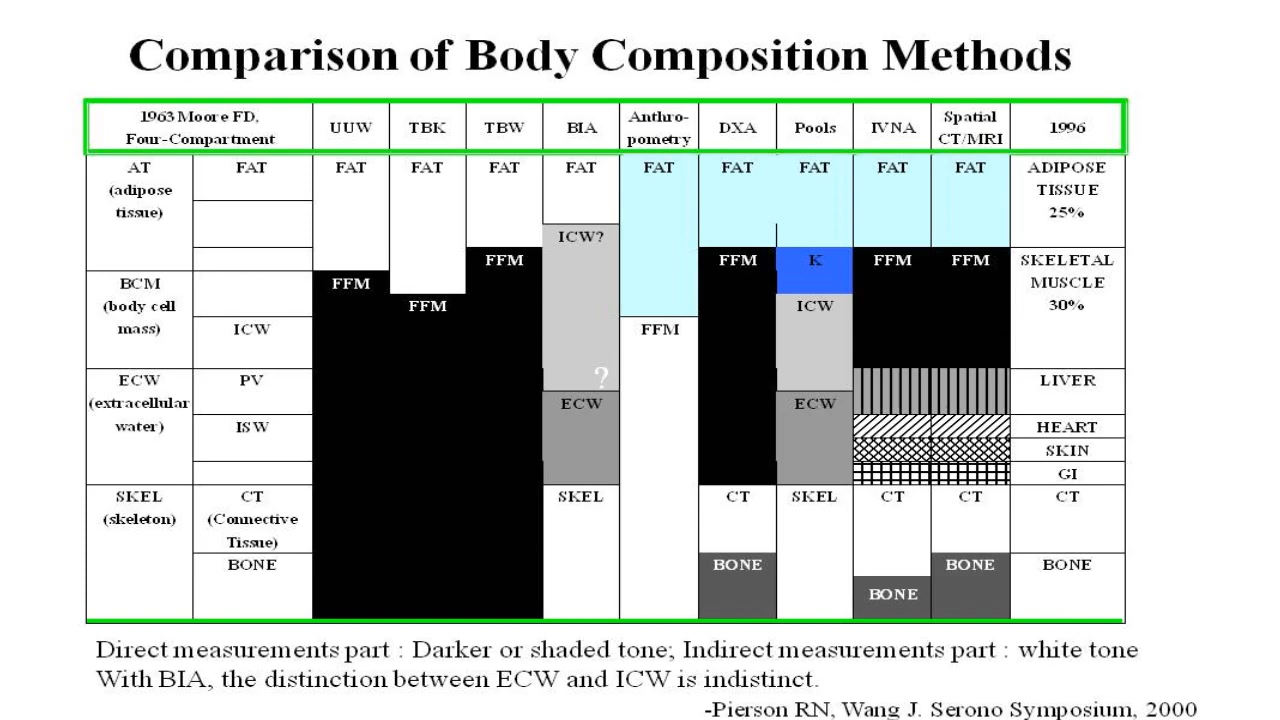 Comparison of Body Composition Methods
1963 Moore FD,
Four-Compartment
UUW
TBK
TBW
BIA
Anthro-
pometry
DXA
Pools
IVNA
Spatial
CT/MRI
1996
AT
(adipose
tissue)
FAT
FAT
FAT
FAT
FAT
FAT
FAT
FAT
FAT
FAT
ADIPOSE
TISSUE
25%
ICW?
FFM
FFM
K
FFM
FFM
SKELETAL
MUSCLE
30%
BCM
(body cell
mass)
FFM
FFM
ICW
ICW
FFM
ECW
(extracellular
water)
PV
?
LIVER
ECW
ECW
ISW
HEART
SKIN
GI
SKEL
(skeleton)
CT
(Connective
Tissue)
SKEL
CT
SKEL
CT
CT
CT
BONE
BONE
BONE
BONE
BONE
Direct measurements part : Darker or shaded tone; Indirect measurements part : white tone
With BIA, the distinction between ECW and ICW is indistinct.
-Pierson RN, Wang J. Serono Symposium, 2000